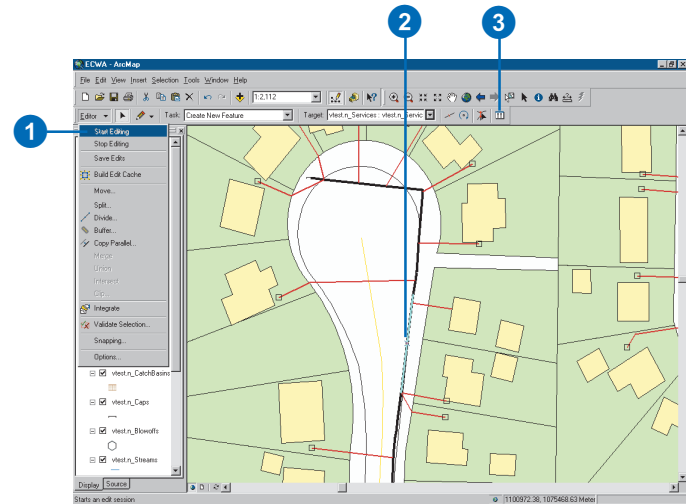 2
3
ECWA - ArcMap
File Edit View Insert Selection Tools Window Help
1:2,112
Editor Task: Create New Feature Target: vtest.n_Services : vtest.n_Servic
1
Start Editing
Stop Editing
Save Edits
Build Edit Cache
Move...
Split...
Divide...
Buffer...
Copy Parallel...
Merge
Union
Intersect
Clip...
Integrate
Validate Selection...
Snapping...
Options...
vtest.n_CatchBasins
vtest.n_Caps
vtest.n_Blowoffs
vtest.n_Streams
Display Source
Starts an edit session
1100972.38, 1075468.63 Meter